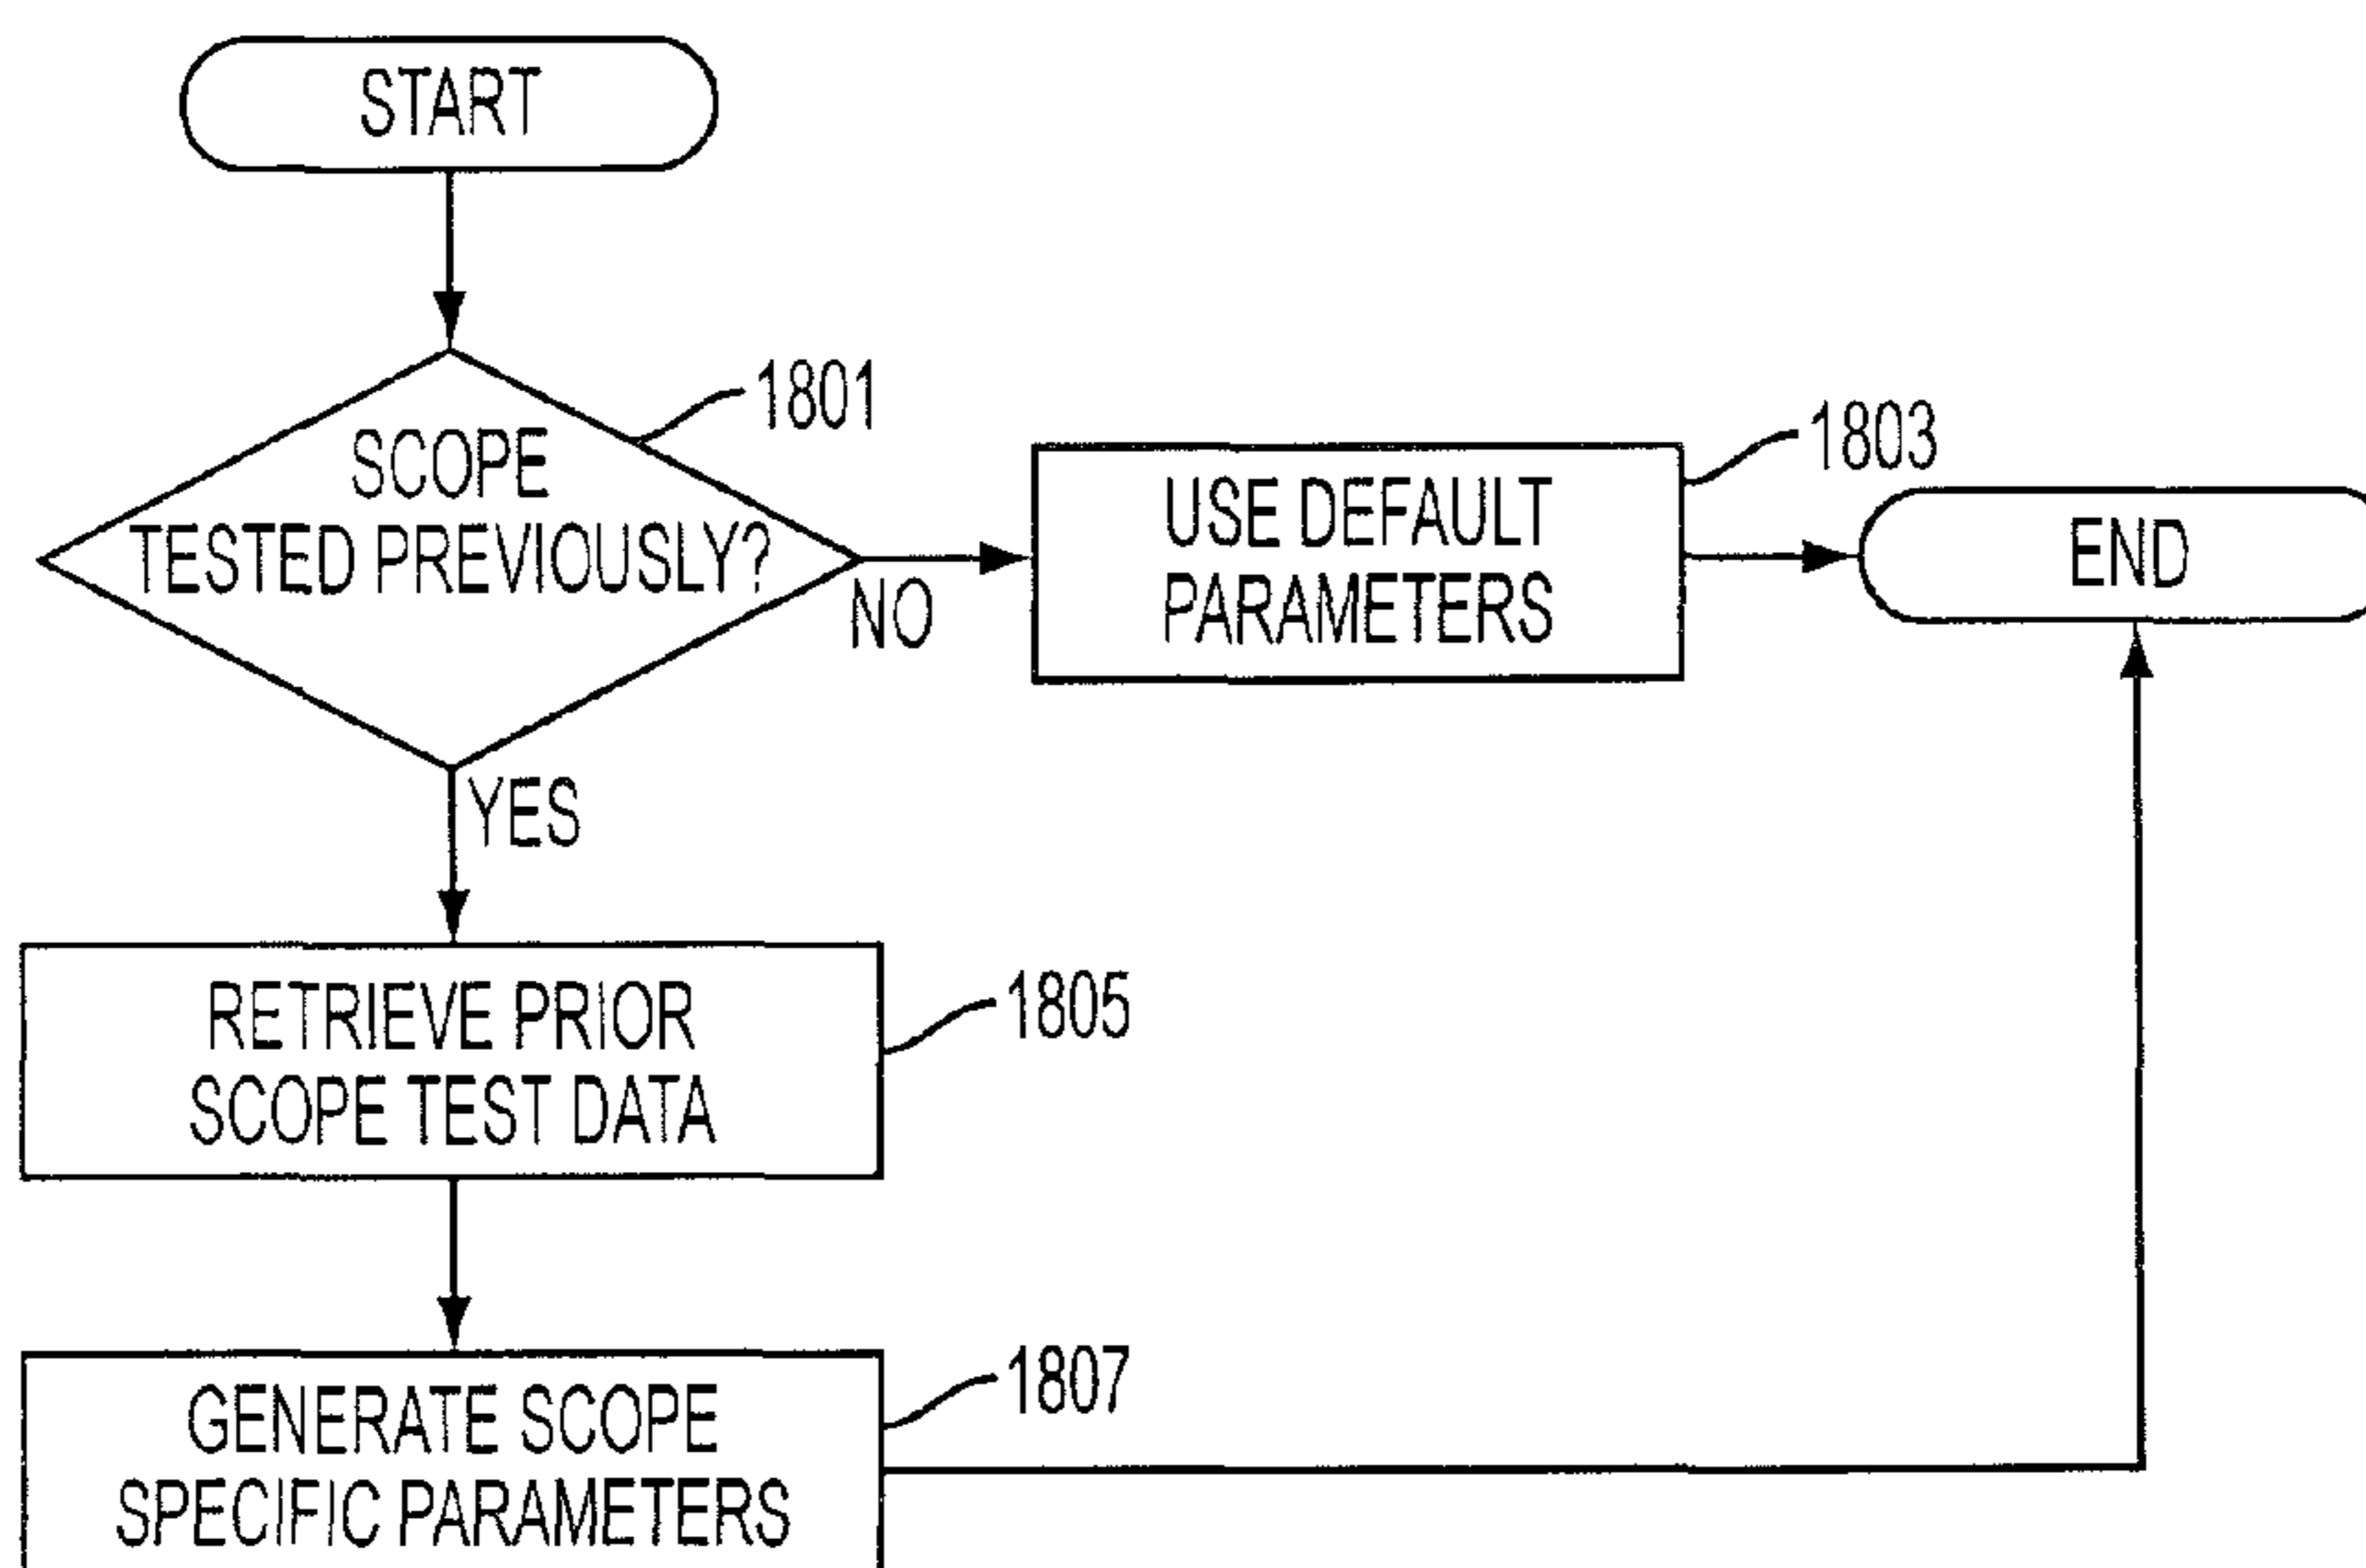 START
1801
SCOPE
TESTED PREVIOUSLY?
NO
1803
USE DEFAULT
PARAMETERS
END
YES
RETRIEVE PRIOR
SCOPE TEST DATA
1805
GENERATE SCOPE
SPECIFIC PARAMETERS
1807